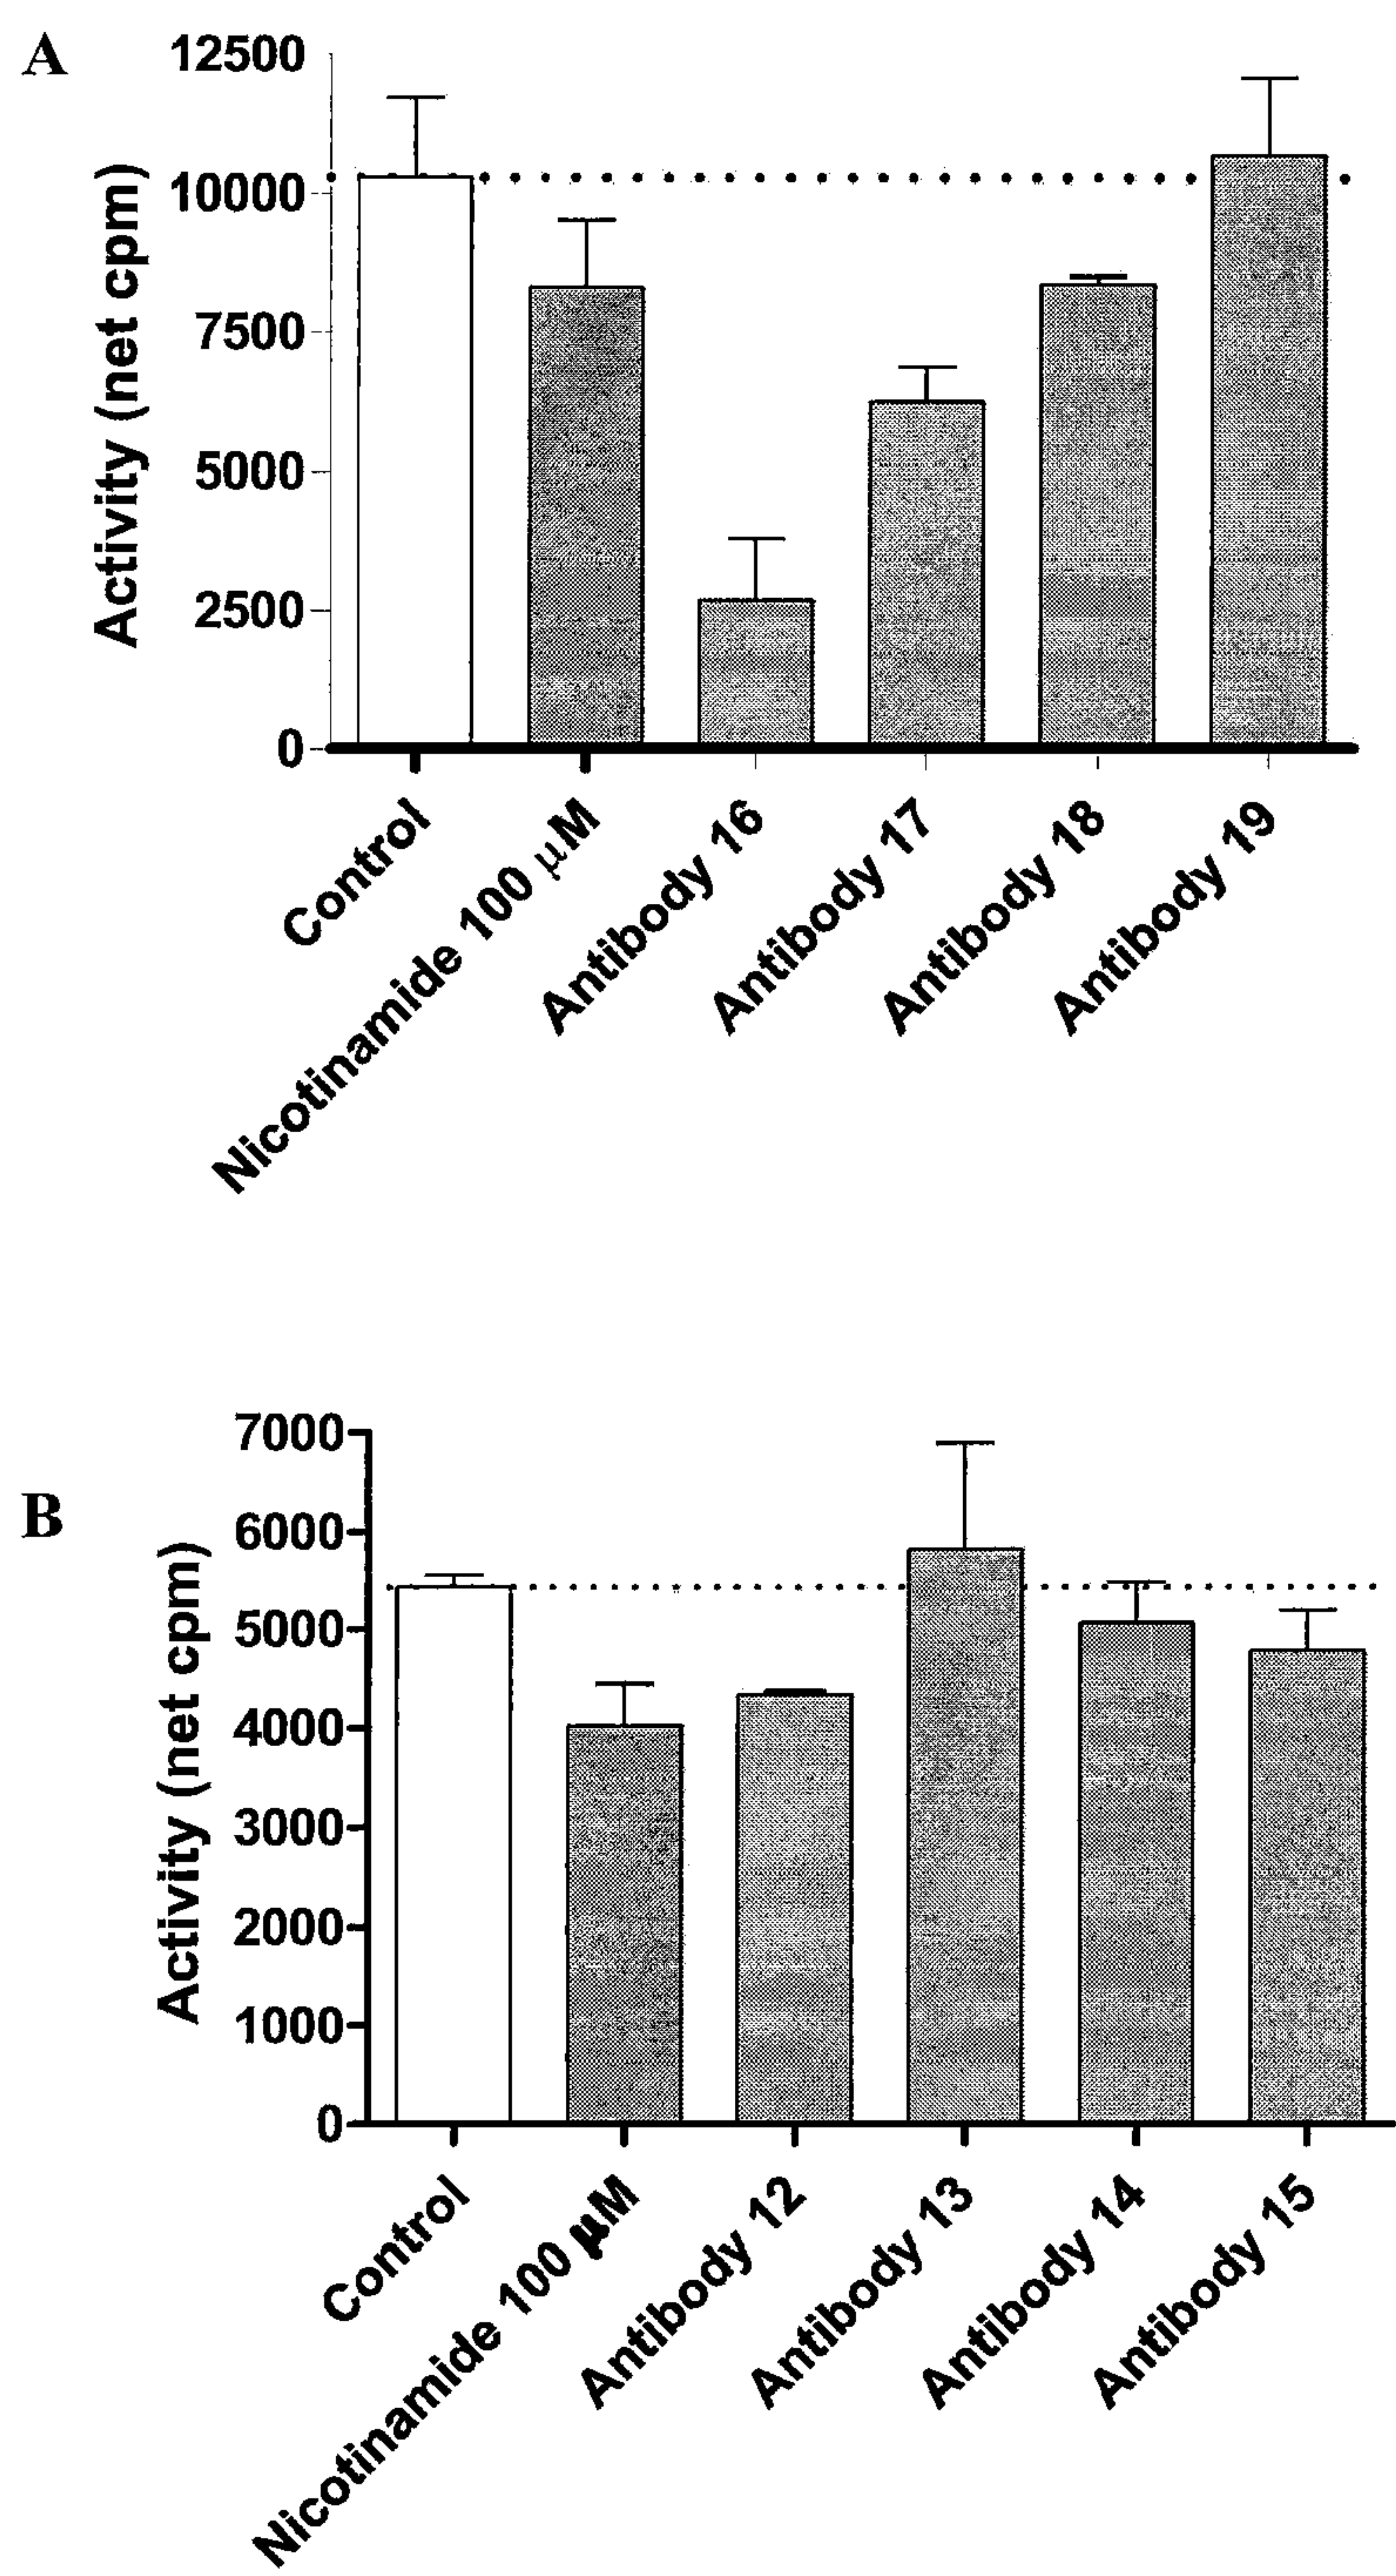 A
12500
10000
7500
5000
2500
0
Activity (net cpm)
Control
Nicotinamide 100 μM
Antibody 16
Antibody 17
Antibody 18
Antibody 19
B
7000
6000
5000
4000
3000
2000
1000
0
Activity (net cpm)
Control
Nicotinamide 100 μM
Antibody 12
Antibody 13
Antibody 14
Antibody 15